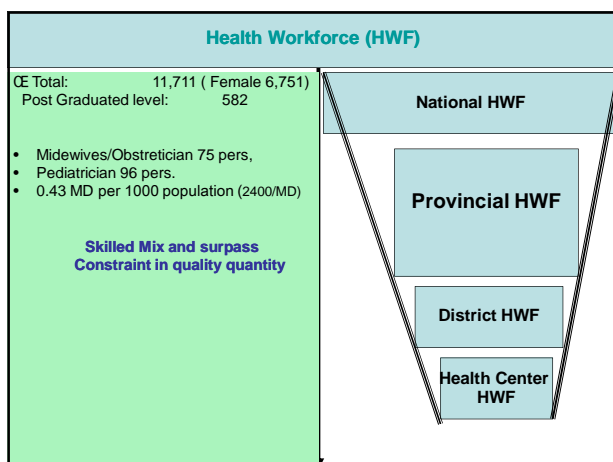 Health Workforce (HWF)
Œ Total: 11,711 ( Female 6,751)
Post Graduated level: 582
• Midewives/Obstretician 75 pers,
• Pediatrician 96 pers.
• 0.43 MD per 1000 population (2400/MD)
Skilled Mix and surpass
Constraint in quality quantity
National HWF
Provincial HWF
District HWF
Health Center
HWF